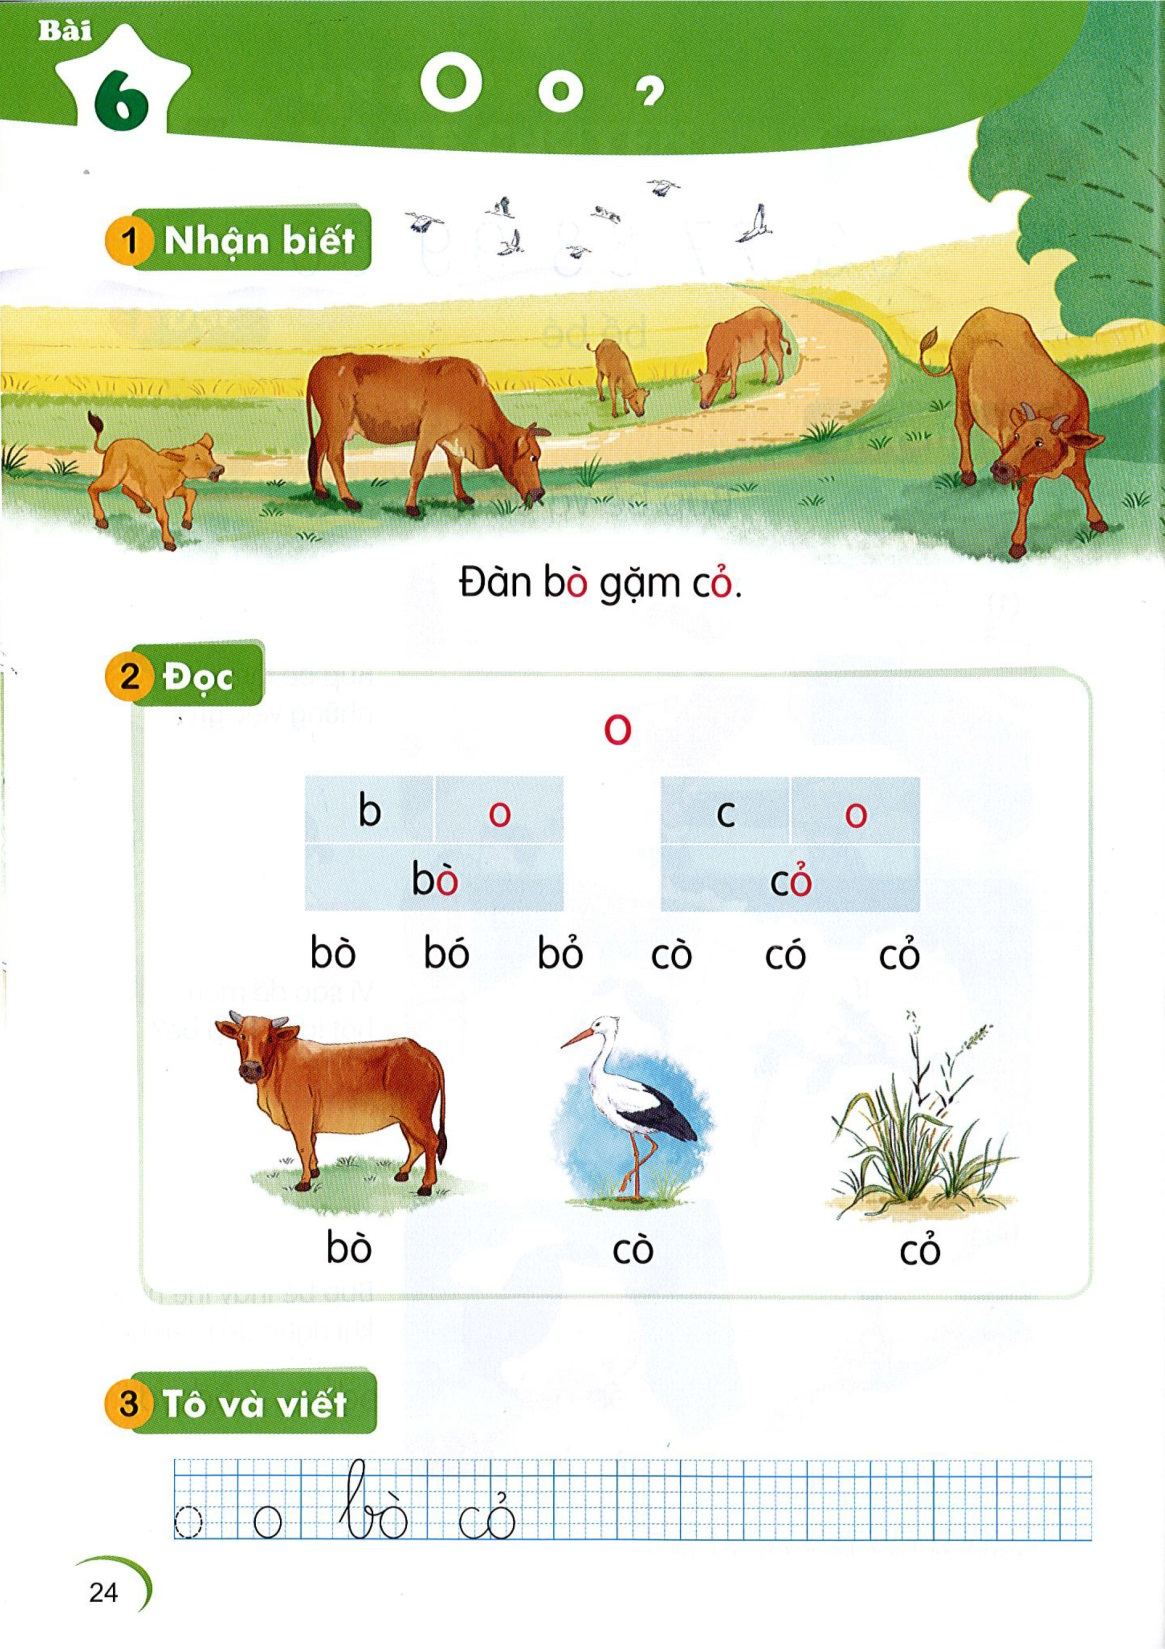 Bài
6
O o ?
1 Nhận biết
Đàn bò gặm cỏ.
2 Đọc
o
b o c o
bò cỏ
bò bó bỏ cò có cỏ
bò cò cỏ
3 Tô và viết
o o bò cỏ
24